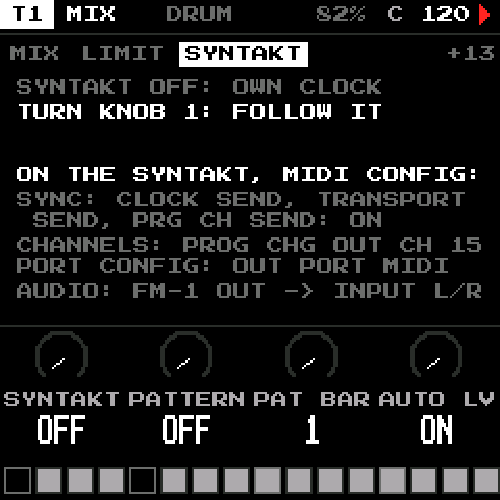 T1 MIX DRUM 82% C 120
MIX LIMIT SYNTAKT +13
SYNTAKT OFF: OWN CLOCK
TURN KNOB 1: FOLLOW IT
ON THE SYNTAKT, MIDI CONFIG:
SYNC: CLOCK SEND, TRANSPORT
SEND, PRG CH SEND: ON
CHANNELS: PROG CHG OUT CH 15
PORT CONFIG: OUT PORT MIDI
AUDIO: FM-1 OUT -> INPUT L/R
SYNTAKT PATTERN PAT BAR AUTO LV
OFF OFF 1 ON